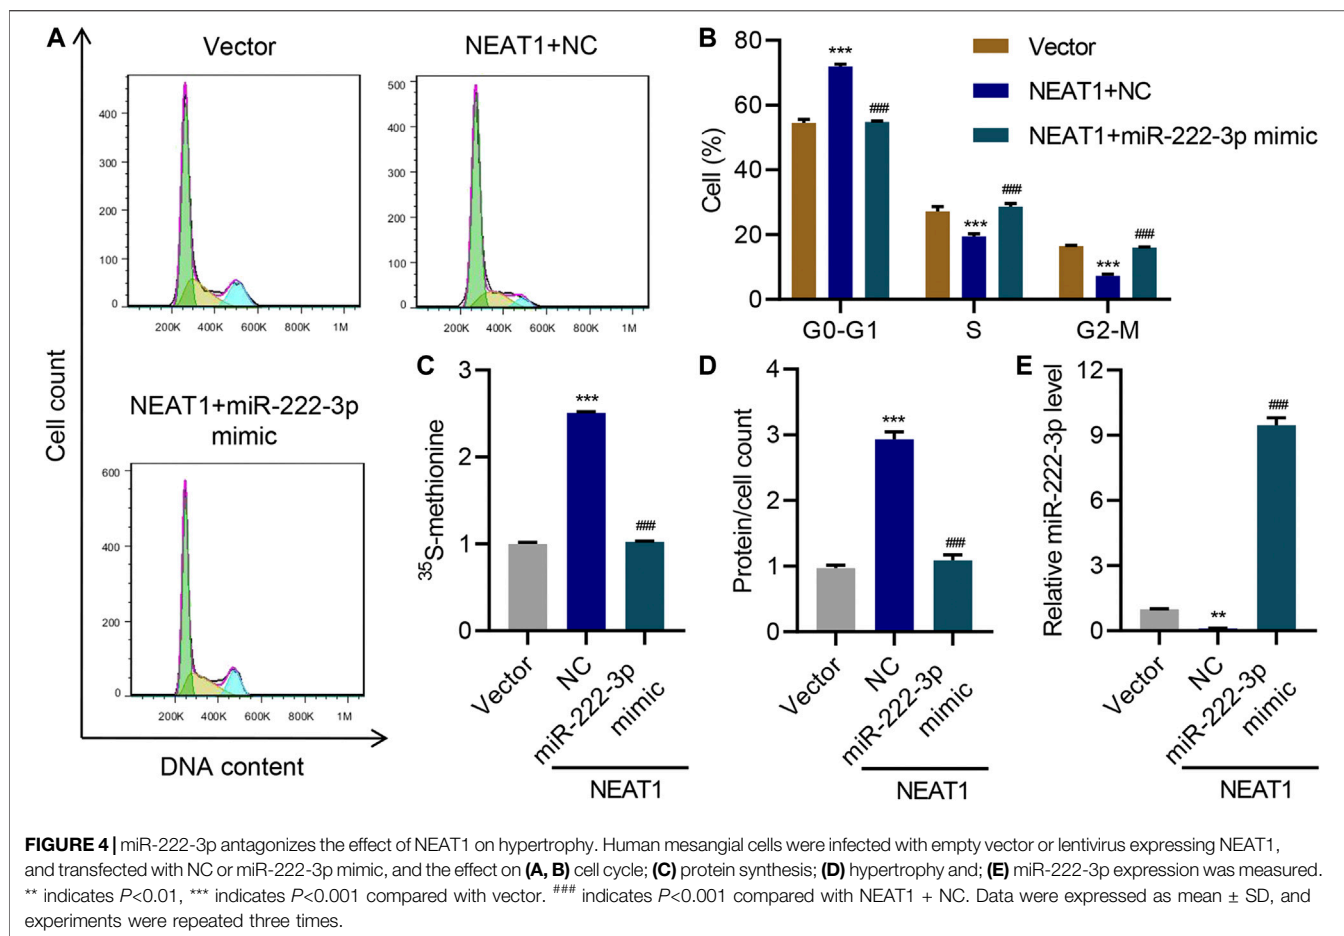 A
Vector
NEAT1+NC
400
300
200
100
0
200K 400K 600K 800K 1M
500
400
300
200
100
0
200K 400K 600K 800K 1M
NEAT1+miR-222-3p
mimic
600
400
200
0
200K 400K 600K 800K 1M
Cell count
DNA content
B
Vector
NEAT1+NC
NEAT1+miR-222-3p mimic
Cell (%)
80
60
40
20
0
*** ###
*** ###
*** ###
G0-G1 S G2-M
C
35S-methionine
3
2
1
0
***
###
Vector
NC
miR-222-3p
mimic
NEAT1
D
Protein/cell count
4
3
2
1
0
***
###
Vector
NC
miR-222-3p
mimic
NEAT1
E
Relative miR-222-3p level
12
9
6
3
0
**
###
Vector
NC
miR-222-3p
mimic
NEAT1
FIGURE 4 | miR-222-3p antagonizes the effect of NEAT1 on hypertrophy. Human mesangial cells were infected with empty vector or lentivirus expressing NEAT1,
and transfected with NC or miR-222-3p mimic, and the effect on (A, B) cell cycle; (C) protein synthesis; (D) hypertrophy and; (E) miR-222-3p expression was measured.
** indicates P<0.01, *** indicates P<0.001 compared with vector. ### indicates P<0.001 compared with NEAT1 + NC. Data were expressed as mean ± SD, and
experiments were repeated three times.